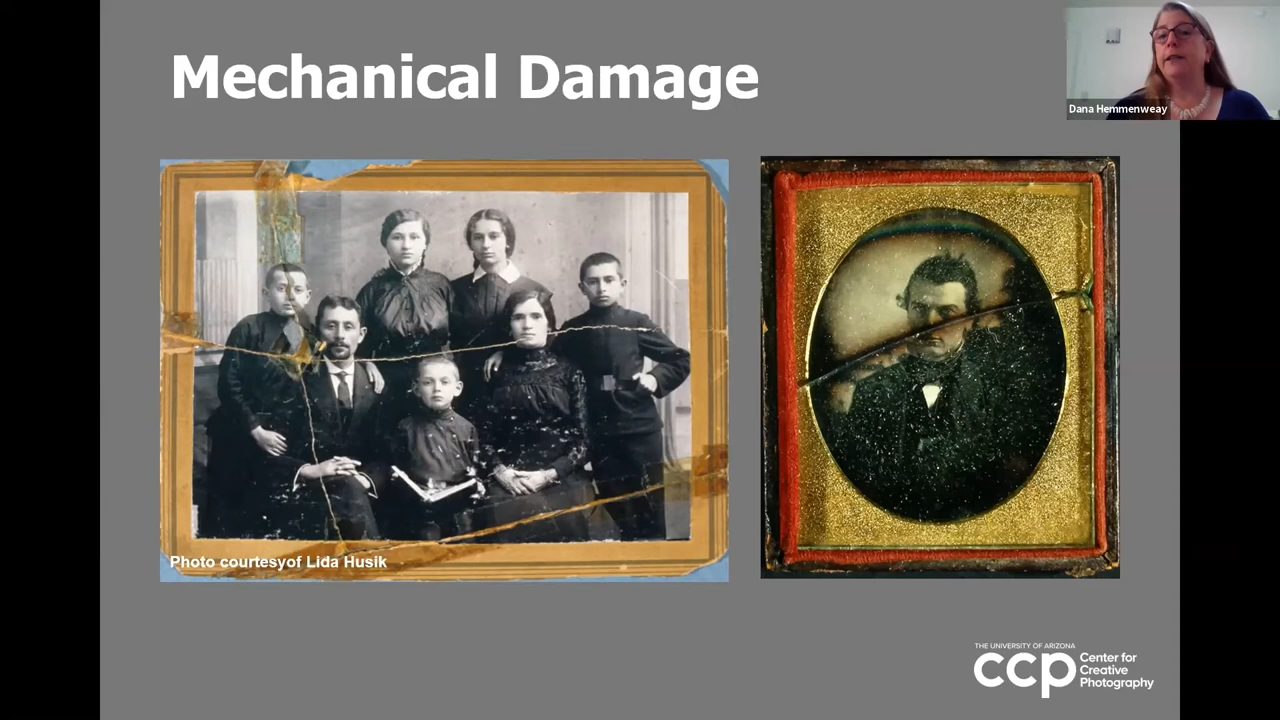 Mechanical Damage
Dana Hemmenweay
Photo courtesyof Lida Husik
THE UNIVERSITY OF ARIZONA
ccp
Center for
Creative
Photography